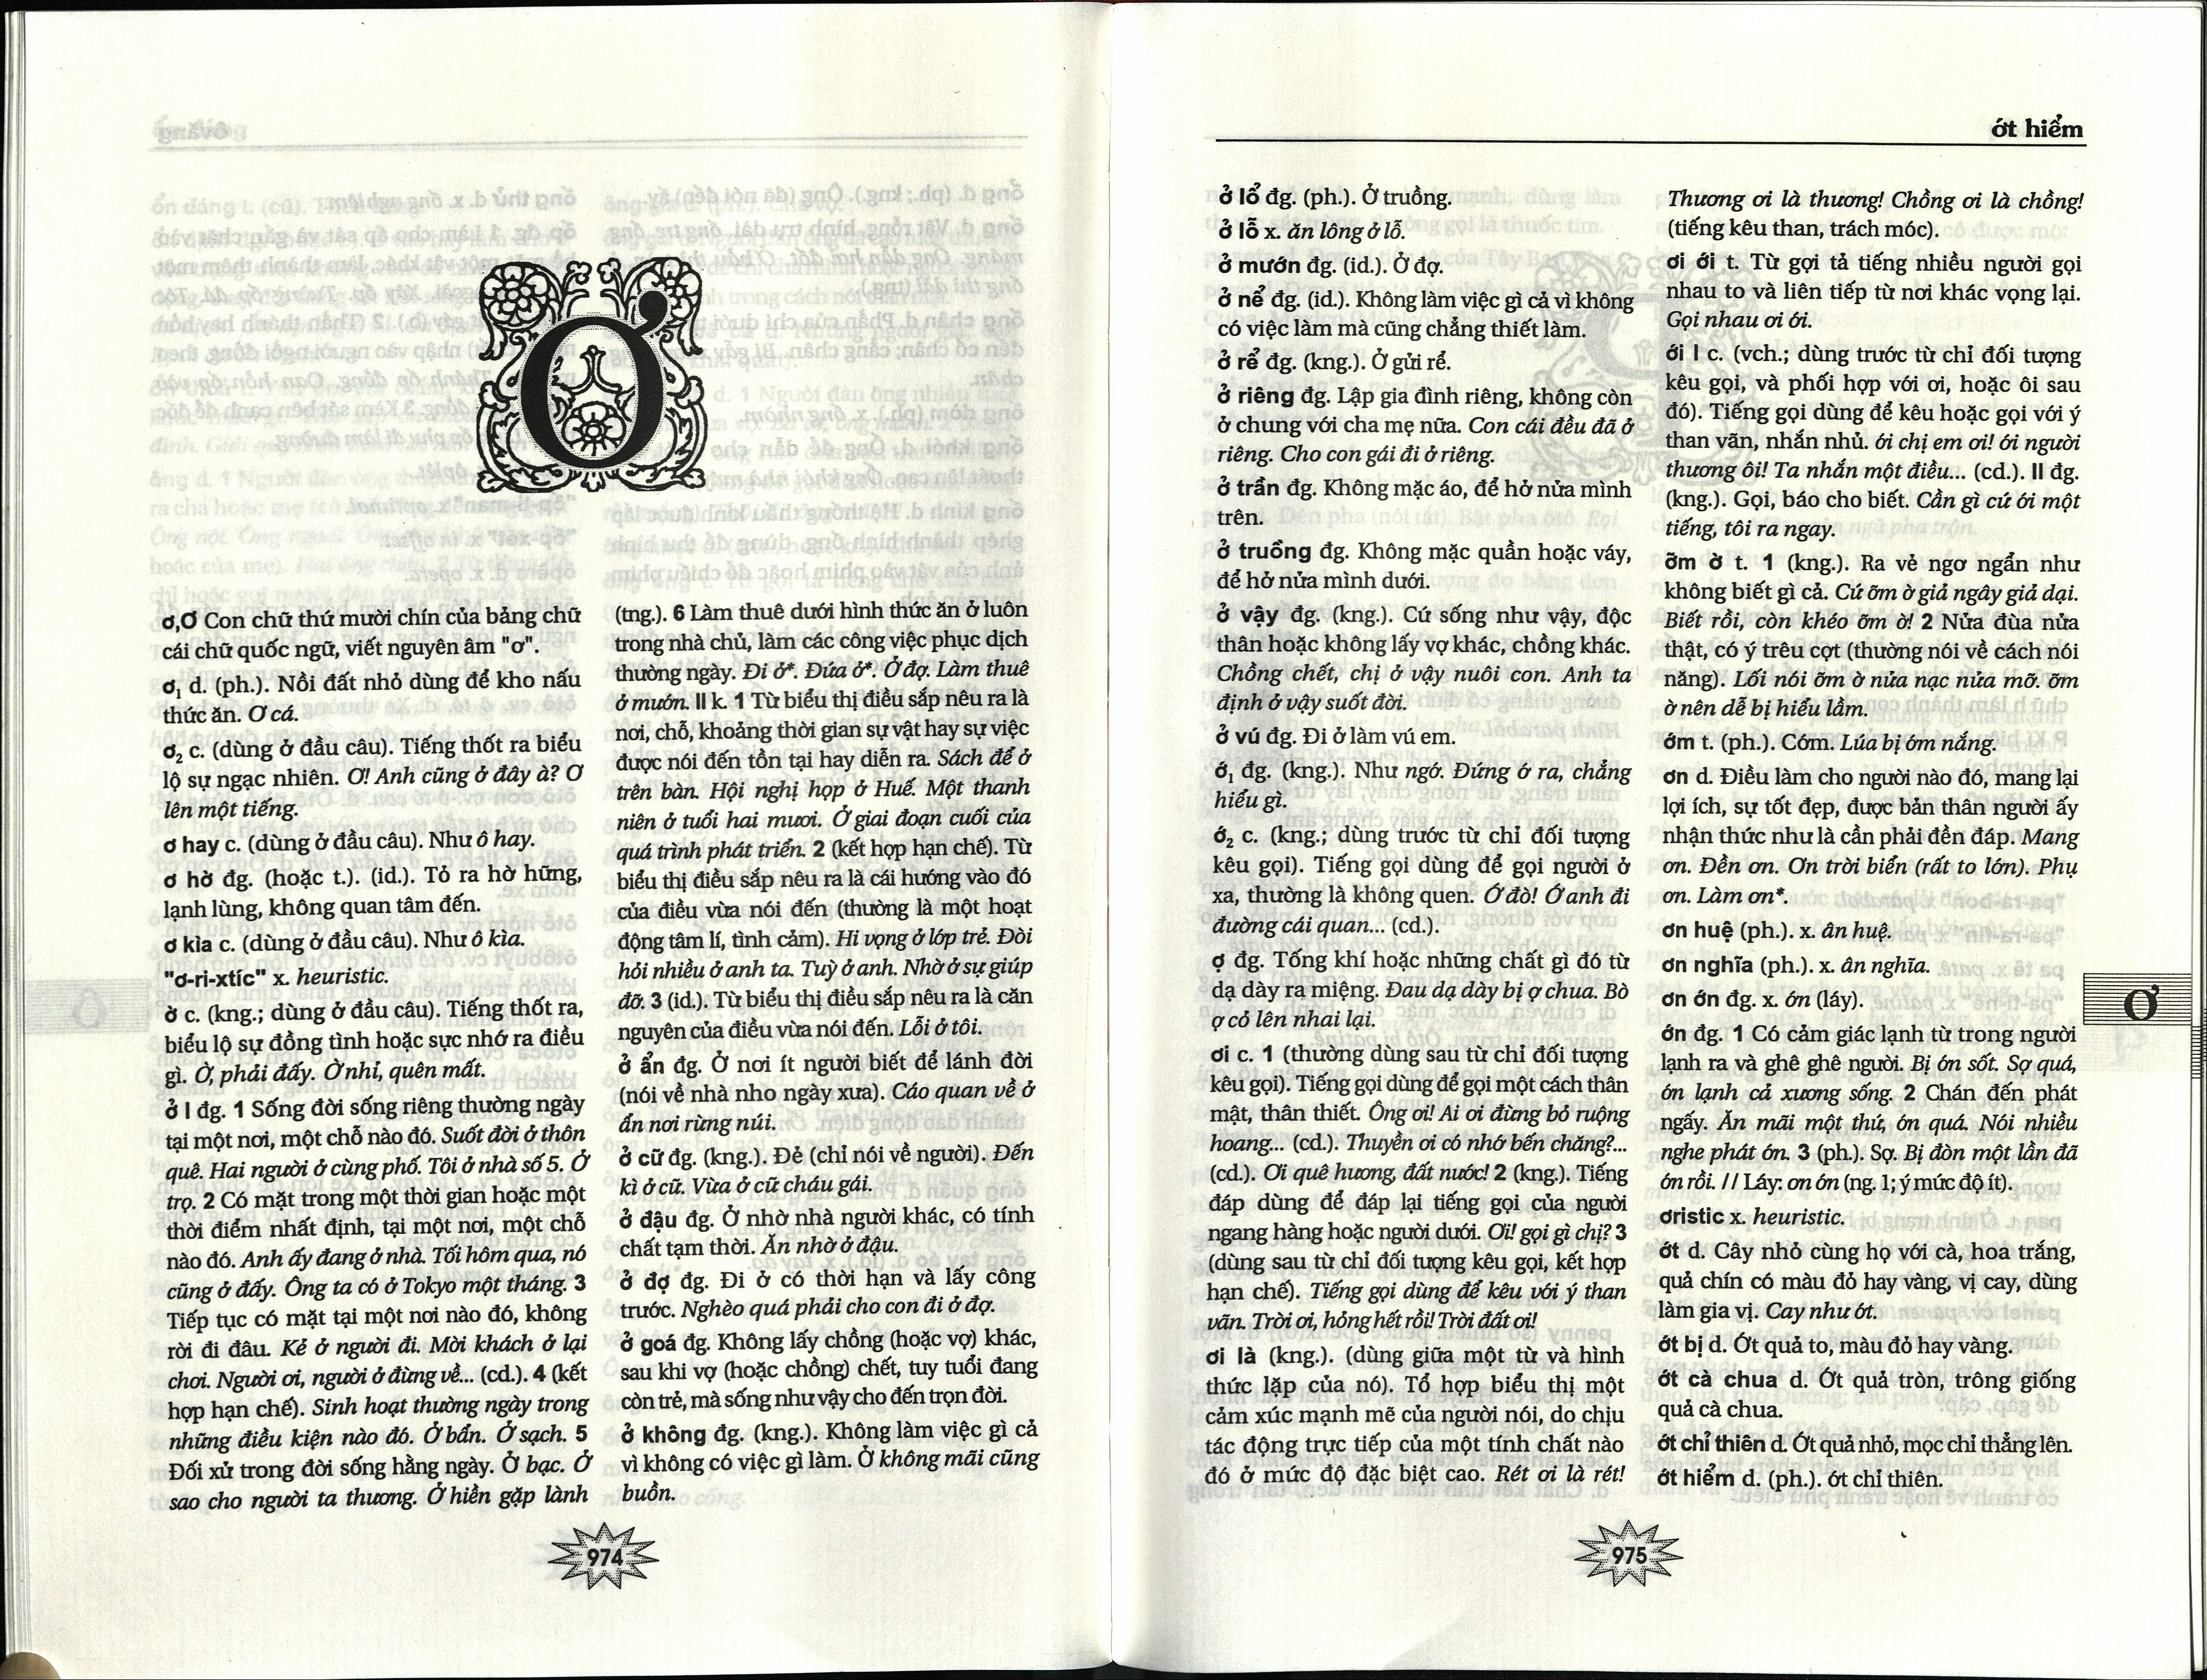 Ơ
ơ,Ơ Con chữ thứ mười chín của bảng chữ
cái chữ quốc ngữ, viết nguyên âm "ơ".
ơ₁ d. (ph.). Nồi đất nhỏ dùng để kho nấu
thức ăn. Ơ cá.
ơ₂ c. (dùng ở đầu câu). Tiếng thốt ra biểu
lộ sự ngạc nhiên. Ơ! Anh cũng ở đây à? Ơ
lên một tiếng.
ơ hay c. (dùng ở đầu câu). Như ô hay.
ơ hờ đg. (hoặc t.). (id.). Tỏ ra hờ hững,
lạnh lùng, không quan tâm đến.
ơ kìa c. (dùng ở đầu câu). Như ô kìa.
"ơ-ri-xtíc" x. heuristic.
ờ c. (kng.; dùng ở đầu câu). Tiếng thốt ra,
biểu lộ sự đồng tình hoặc sực nhớ ra điều
gì. Ờ, phải đấy. Ờ nhỉ, quên mất.
ở I đg. 1 Sống đời sống riêng thường ngày
tại một nơi, một chỗ nào đó. Suốt đời ở thôn
quê. Hai người ở cùng phố. Tôi ở nhà số 5. Ở
trọ. 2 Có mặt trong một thời gian hoặc một
thời điểm nhất định, tại một nơi, một chỗ
nào đó. Anh ấy đang ở nhà. Tối hôm qua, nó
cũng ở đấy. Ông ta có ở Tokyo một tháng. 3
Tiếp tục có mặt tại một nơi nào đó, không
rời đi đâu. Kẻ ở người đi. Mời khách ở lại
chơi. Người ơi, người ở đừng về... (cd.). 4 (kết
hợp hạn chế). Sinh hoạt thường ngày trong
những điều kiện nào đó. Ở bẩn. Ở sạch. 5
Đối xử trong đời sống hằng ngày. Ở bạc. Ở
sao cho người ta thương. Ở hiền gặp lành
(tng.). 6 Làm thuê dưới hình thức ăn ở luôn
trong nhà chủ, làm các công việc phục dịch
thường ngày. Đi ở*. Đứa ở*. Ở đợ. Làm thuê
ở mướn. II k. 1 Từ biểu thị điều sắp nêu ra là
nơi, chỗ, khoảng thời gian sự vật hay sự việc
được nói đến tồn tại hay diễn ra. Sách để ở
trên bàn. Hội nghị họp ở Huế. Một thanh
niên ở tuổi hai mươi. Ở giai đoạn cuối của
quá trình phát triển. 2 (kết hợp hạn chế). Từ
biểu thị điều sắp nêu ra là cái hướng vào đó
của điều vừa nói đến (thường là một hoạt
động tâm lí, tình cảm). Hi vọng ở lớp trẻ. Đòi
hỏi nhiều ở anh ta. Tuỳ ở anh. Nhờ ở sự giúp
đỡ. 3 (id.). Từ biểu thị điều sắp nêu ra là căn
nguyên của điều vừa nói đến. Lỗi ở tôi.
ở ẩn đg. Ở nơi ít người biết để lánh đời
(nói về nhà nho ngày xưa). Cáo quan về ở
ẩn nơi rừng núi.
ở cữ đg. (kng.). Đẻ (chỉ nói về người). Đến
kì ở cữ. Vừa ở cữ cháu gái.
ở đậu đg. Ở nhờ nhà người khác, có tính
chất tạm thời. Ăn nhờ ở đậu.
ở đợ đg. Đi ở có thời hạn và lấy công
trước. Nghèo quá phải cho con đi ở đợ.
ở goá đg. Không lấy chồng (hoặc vợ) khác,
sau khi vợ (hoặc chồng) chết, tuy tuổi đang
còn trẻ, mà sống như vậy cho đến trọn đời.
ở không đg. (kng.). Không làm việc gì cả
vì không có việc gì làm. Ở không mãi cũng
buồn.
974
ớt hiểm
ở lổ đg. (ph.). Ở truồng.
ở lỗ x. ăn lông ở lỗ.
ở mướn đg. (id.). Ở đợ.
ở nể đg. (id.). Không làm việc gì cả vì không
có việc làm mà cũng chẳng thiết làm.
ở rể đg. (kng.). Ở gửi rể.
ở riêng đg. Lập gia đình riêng, không còn
ở chung với cha mẹ nữa. Con cái đều đã ở
riêng. Cho con gái đi ở riêng.
ở trần đg. Không mặc áo, để hở nửa mình
trên.
ở truồng đg. Không mặc quần hoặc váy,
để hở nửa mình dưới.
ở vậy đg. (kng.). Cứ sống như vậy, độc
thân hoặc không lấy vợ khác, chồng khác.
Chồng chết, chị ở vậy nuôi con. Anh ta
định ở vậy suốt đời.
ở vú đg. Đi ở làm vú em.
ớ₁ đg. (kng.). Như ngớ. Đứng ớ ra, chẳng
hiểu gì.
ớ₂ c. (kng.; dùng trước từ chỉ đối tượng
kêu gọi). Tiếng gọi dùng để gọi người ở
xa, thường là không quen. Ớ đò! Ớ anh đi
đường cái quan... (cd.).
ợ đg. Tống khí hoặc những chất gì đó từ
dạ dày ra miệng. Đau dạ dày bị ợ chua. Bò
ợ cỏ lên nhai lại.
ơi c. 1 (thường dùng sau từ chỉ đối tượng
kêu gọi). Tiếng gọi dùng để gọi một cách thân
mật, thân thiết. Ông ơi! Ai ơi đừng bỏ ruộng
hoang... (cd.). Thuyền ơi có nhớ bến chăng?...
(cd.). Ơi quê hương, đất nước! 2 (kng.). Tiếng
đáp dùng để đáp lại tiếng gọi của người
ngang hàng hoặc người dưới. Ơi! gọi gì chị? 3
(dùng sau từ chỉ đối tượng kêu gọi, kết hợp
hạn chế). Tiếng gọi dùng để kêu với ý than
vãn. Trời ơi, hỏng hết rồi! Trời đất ơi!
ơi là (kng.). (dùng giữa một từ và hình
thức lặp của nó). Tổ hợp biểu thị một
cảm xúc mạnh mẽ của người nói, do chịu
tác động trực tiếp của một tính chất nào
đó ở mức độ đặc biệt cao. Rét ơi là rét!
Thương ơi là thương! Chồng ơi là chồng!
(tiếng kêu than, trách móc).
ơi ới t. Từ gợi tả tiếng nhiều người gọi
nhau to và liên tiếp từ nơi khác vọng lại.
Gọi nhau ơi ới.
ới I c. (vch.; dùng trước từ chỉ đối tượng
kêu gọi, và phối hợp với ơi, hoặc ôi sau
đó). Tiếng gọi dùng để kêu hoặc gọi với ý
than vãn, nhắn nhủ. ới chị em ơi! ới người
thương ôi! Ta nhắn một điều... (cd.). II đg.
(kng.). Gọi, báo cho biết. Cần gì cứ ới một
tiếng, tôi ra ngay.
ỡm ờ t. 1 (kng.). Ra vẻ ngơ ngẩn như
không biết gì cả. Cứ ỡm ờ giả ngây giả dại.
Biết rồi, còn khéo ỡm ờ! 2 Nửa đùa nửa
thật, có ý trêu cợt (thường nói về cách nói
năng). Lối nói ỡm ờ nửa nạc nửa mỡ. ỡm
ờ nên dễ bị hiểu lầm.
ớm t. (ph.). Cớm. Lúa bị ớm nắng.
ơn d. Điều làm cho người nào đó, mang lại
lợi ích, sự tốt đẹp, được bản thân người ấy
nhận thức như là cần phải đền đáp. Mang
ơn. Đền ơn. Ơn trời biển (rất to lớn). Phụ
ơn. Làm ơn*.
ơn huệ (ph.). x. ân huệ.
ơn nghĩa (ph.). x. ân nghĩa.
ơn ớn đg. x. ớn (láy).
ớn đg. 1 Có cảm giác lạnh từ trong người
lạnh ra và ghê ghê người. Bị ớn sốt. Sợ quá,
ớn lạnh cả xương sống. 2 Chán đến phát
ngấy. Ăn mãi một thứ, ớn quá. Nói nhiều
nghe phát ớn. 3 (ph.). Sợ. Bị đòn một lần đã
ớn rồi. // Láy: ơn ớn (ng. 1; ý mức độ ít).
ơristic x. heuristic.
ớt d. Cây nhỏ cùng họ với cà, hoa trắng,
quả chín có màu đỏ hay vàng, vị cay, dùng
làm gia vị. Cay như ớt.
ớt bị d. Ớt quả to, màu đỏ hay vàng.
ớt cà chua d. Ớt quả tròn, trông giống
quả cà chua.
ớt chỉ thiên d. Ớt quả nhỏ, mọc chỉ thẳng lên.
ớt hiểm d. (ph.). ớt chỉ thiên.
Ơ
975